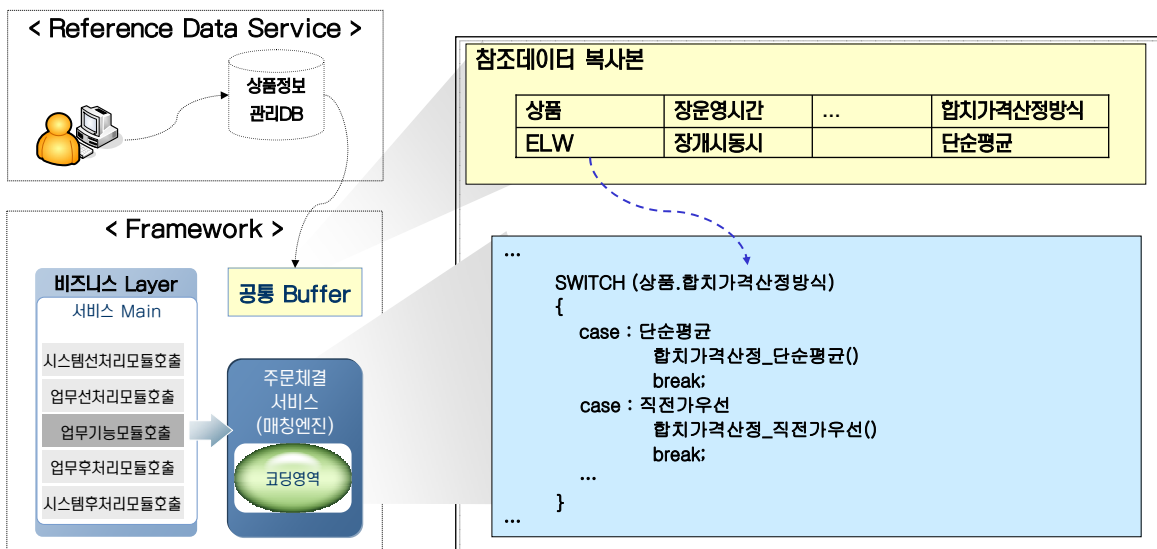 < Reference Data Service >
상품정보
관리DB
< Framework >
비즈니스 Layer
서비스 Main
시스템선처리모듈호출
업무선처리모듈호출
업무기능모듈호출
업무후처리모듈호출
시스템후처리모듈호출
공통 Buffer
주문체결
서비스
(매칭엔진)
코딩영역
참조데이터 복사본
상품 장운영시간 ... 합치가격산정방식
ELW 장개시동시 단순평균
...
SWITCH (상품.합치가격산정방식)
{
case : 단순평균
합치가격산정_단순평균()
break;
case : 직전가우선
합치가격산정_직전가우선()
break;
...
}
...